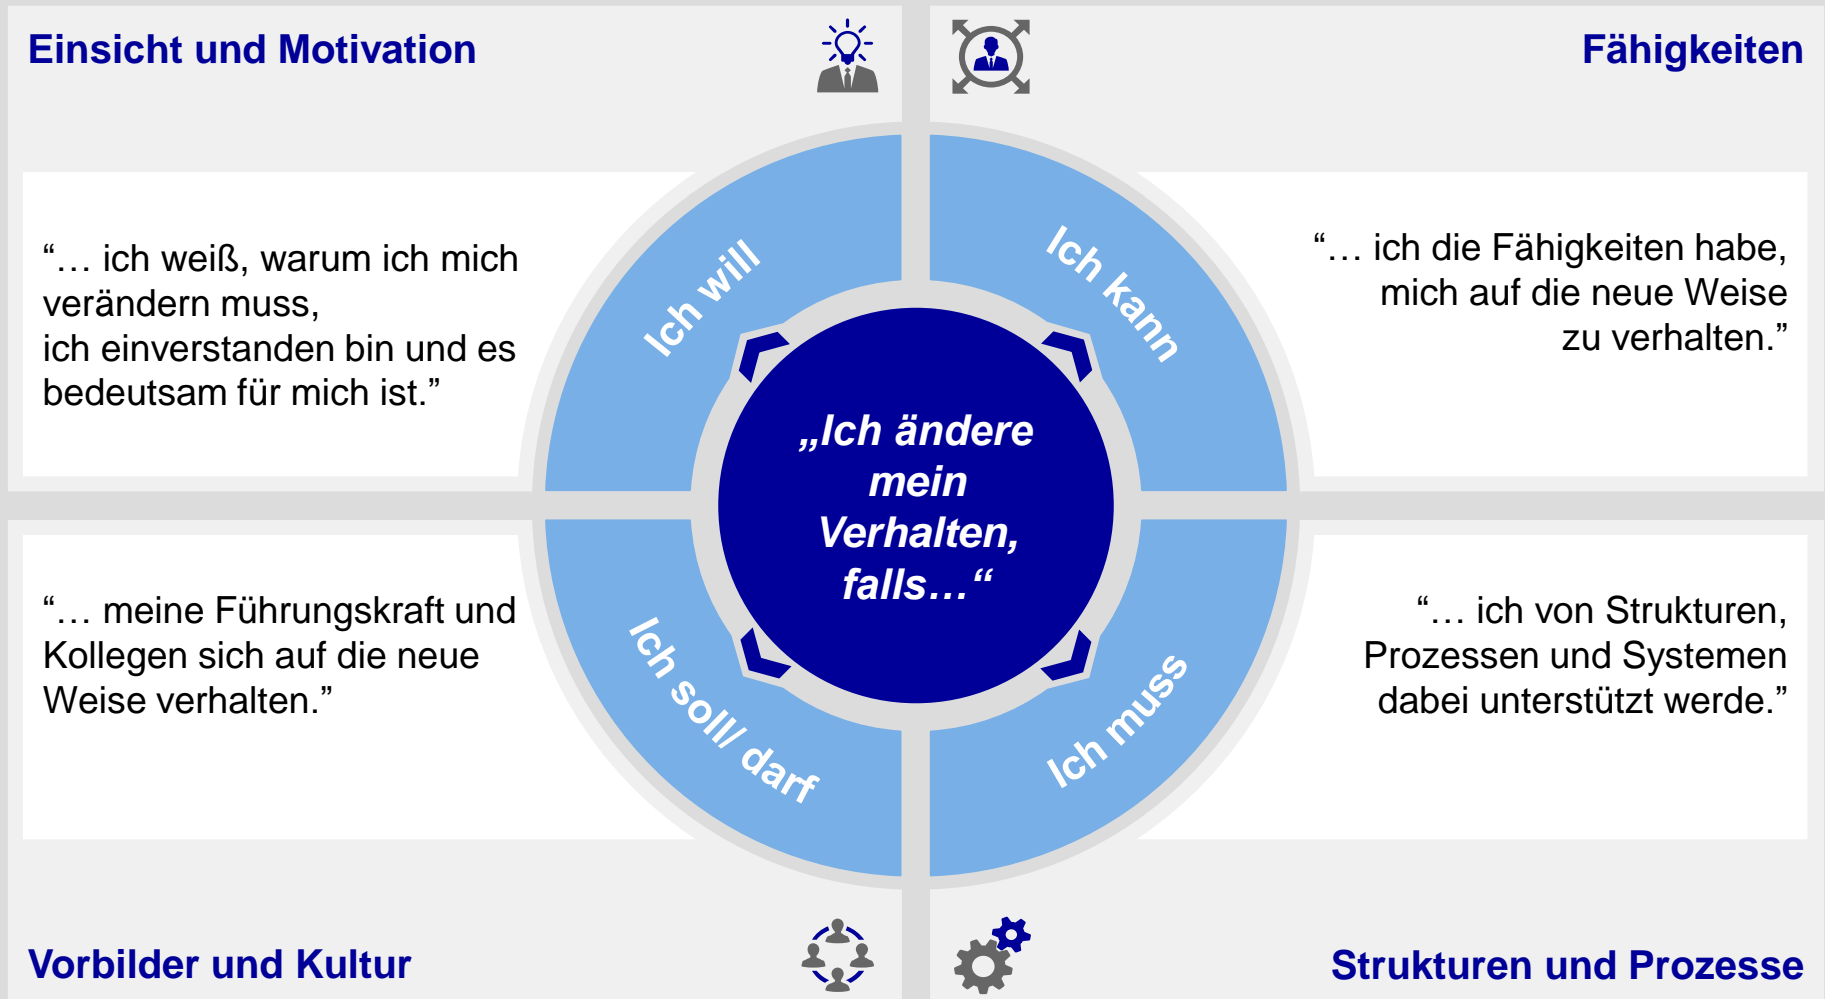 Einsicht und Motivation
Fähigkeiten
“… ich weiß, warum ich mich
verändern muss,
ich einverstanden bin und es
bedeutsam für mich ist.”
Ich will
Ich kann
“… ich die Fähigkeiten habe,
mich auf die neue Weise
zu verhalten.”
„Ich ändere
mein
Verhalten,
falls…“
“… meine Führungskraft und
Kollegen sich auf die neue
Weise verhalten.”
Ich soll/ darf
Ich muss
“… ich von Strukturen,
Prozessen und Systemen
dabei unterstützt werde.”
Vorbilder und Kultur
Strukturen und Prozesse